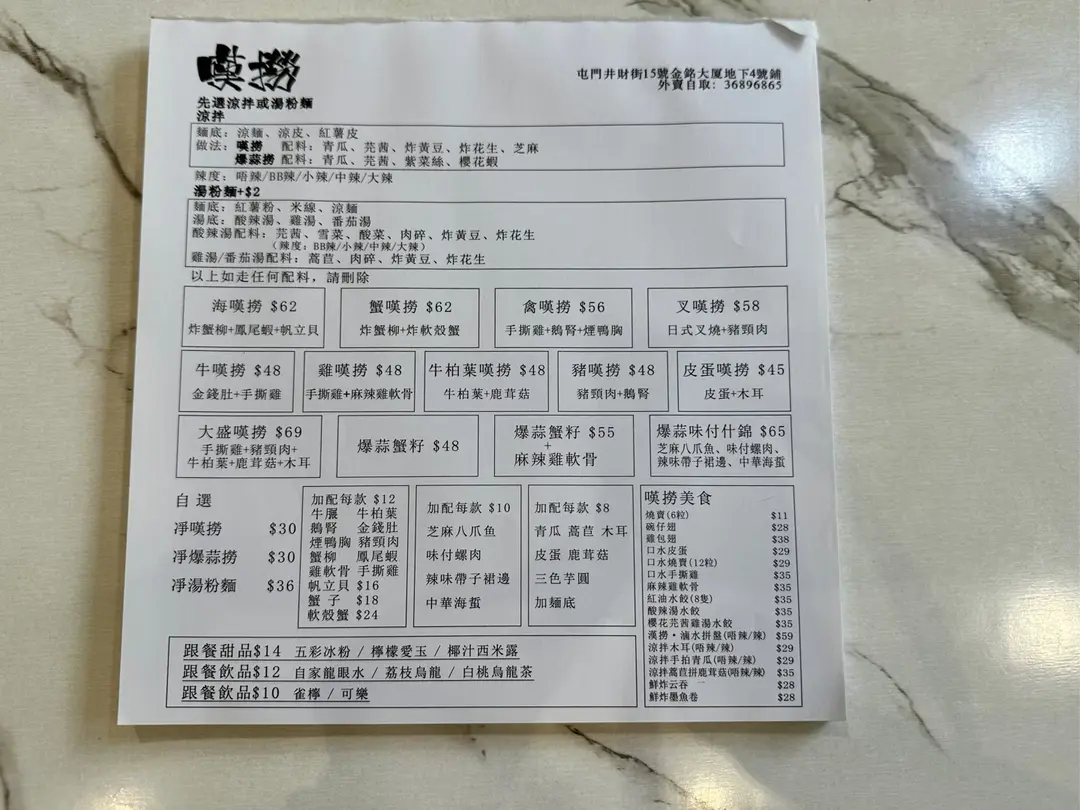 嘆撈
屯門井財街15號金銘大廈地下4號鋪
外賣自取: 36896865
先選涼拌或湯粉麵
涼拌
麵底: 涼麵、涼皮、紅薯皮
做法: 嘆撈 配料: 青瓜、芫茜、炸黃豆、炸花生、芝麻
爆蒜撈 配料: 青瓜、芫茜、紫菜絲、櫻花蝦
辣度: 唔辣/BB辣/小辣/中辣/大辣
湯粉麵+$2
麵底: 紅薯粉、米線、涼麵
湯底: 酸辣湯、雞湯、番茄湯
酸辣湯配料: 芫茜、雪菜、酸菜、肉碎、炸黃豆、炸花生
(辣度: BB辣/小辣/中辣/大辣)
雞湯/番茄湯配料: 萵苣、肉碎、炸黃豆、炸花生
以上如走任何配料, 請刪除
海嘆撈 $62
炸蟹柳+鳳尾蝦+帆立貝
蟹嘆撈 $62
炸蟹柳+炸軟殼蟹
禽嘆撈 $56
手撕雞+鵝腎+煙鴨胸
叉嘆撈 $58
日式叉燒+豬頸肉
牛嘆撈 $48
金錢肚+手撕雞
雞嘆撈 $48
手撕雞+麻辣雞軟骨
牛柏葉嘆撈 $48
牛柏葉+鹿茸菇
豬嘆撈 $48
豬頸肉+鵝腎
皮蛋嘆撈 $45
皮蛋+木耳
大盛嘆撈 $69
手撕雞+豬頸肉+
牛柏葉+鹿茸菇+木耳
爆蒜蟹籽 $48
爆蒜蟹籽 $55
+
麻辣雞軟骨
爆蒜味付什錦 $65
芝麻八爪魚、味付螺肉、
辣味帶子裙邊、中華海蜇
自選
凈嘆撈 $30
凈爆蒜撈 $30
凈湯粉麵 $36
加配每款 $12
牛𦟌 牛柏葉
鵝腎 金錢肚
煙鴨胸 豬頸肉
蟹柳 鳳尾蝦
雞軟骨 手撕雞
帆立貝 $16
蟹子 $18
軟殼蟹 $24
加配每款 $10
芝麻八爪魚
味付螺肉
辣味帶子裙邊
中華海蜇
加配每款 $8
青瓜 萵苣 木耳
皮蛋 鹿茸菇
三色芋圓
加麵底
嘆撈美食
燒賣(6粒) $11
碗仔翅 $28
雞包翅 $38
口水皮蛋 $29
口水燒賣(12粒) $29
口水手撕雞 $35
麻辣雞軟骨 $35
紅油水餃(8隻) $35
酸辣湯水餃 $35
櫻花芫茜雞湯水餃 $35
漢撈・滷水拼盤(唔辣/辣) $59
涼拌木耳(唔辣/辣) $29
涼拌手拍青瓜(唔辣/辣) $29
涼拌萵苣拼鹿茸菇(唔辣/辣) $35
鮮炸云吞 $28
鮮炸墨魚卷 $28
跟餐甜品$14 五彩冰粉 / 檸檬愛玉 / 椰汁西米露
跟餐飲品$12 自家龍眼水 / 荔枝烏龍 / 白桃烏龍茶
跟餐飲品$10 雀檸 / 可樂